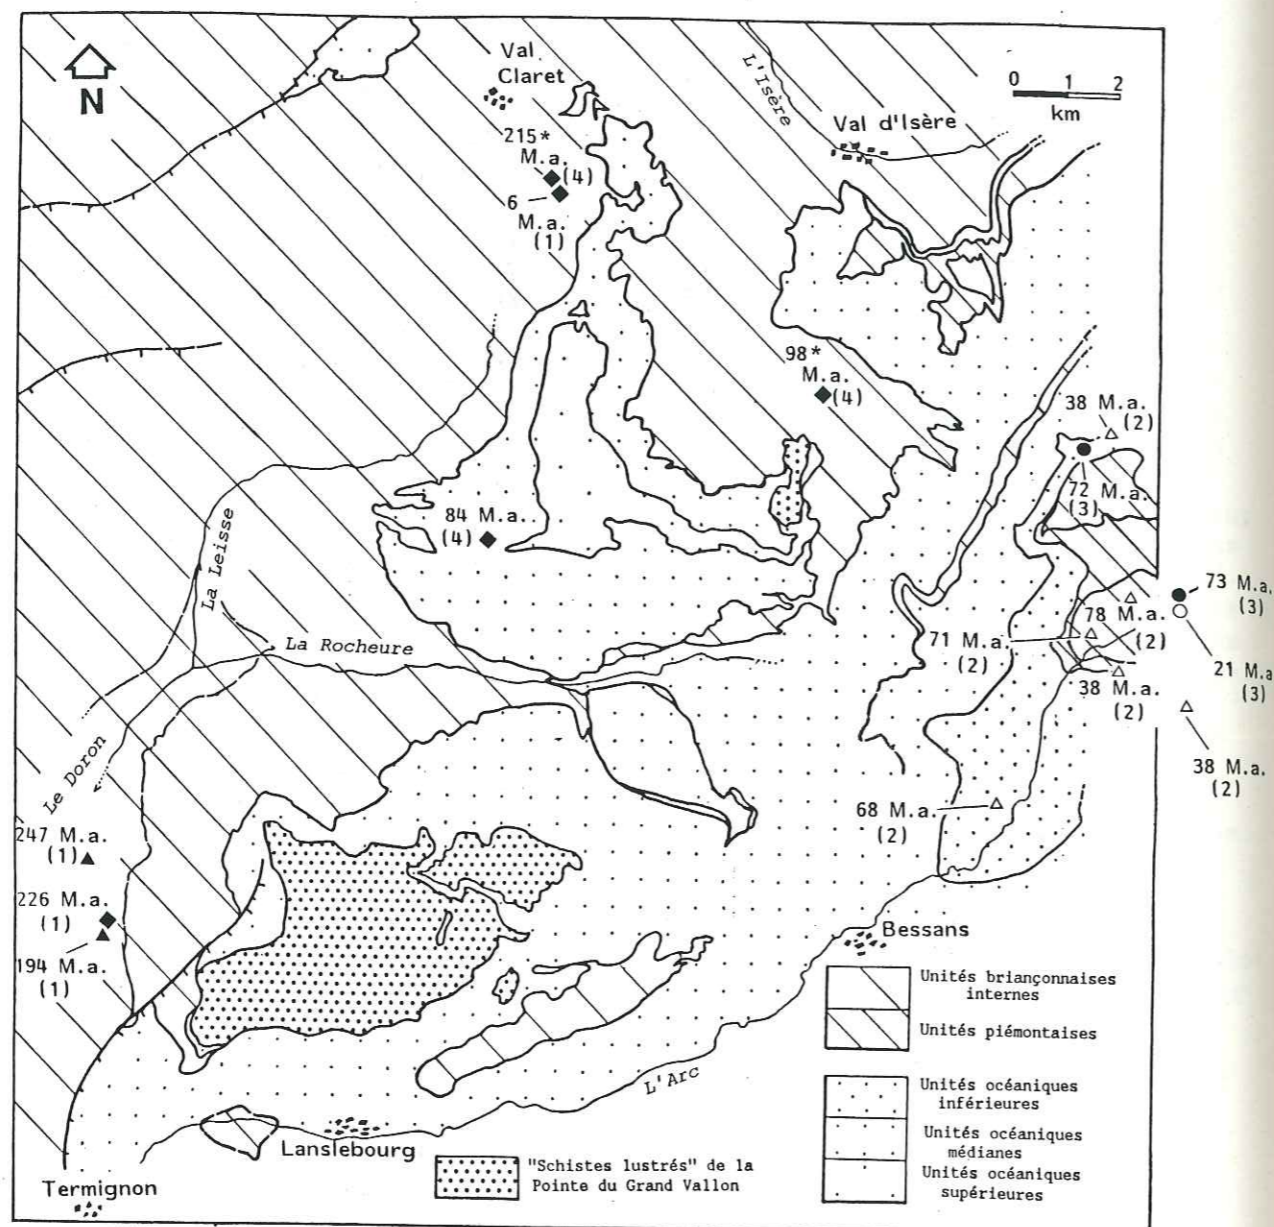 N
Val
Claret
L'Isère
0 1 2
km
Val d'Isère
215*
M.a.
(4)
6
M.a.
(1)
98*
M.a.
(4)
38 M.a.
(2)
72 M.a.
(3)
84 M.a.
(4)
La Leisse
73 M.a.
(3)
78 M.a.
(2)
71 M.a.
(2)
La Rocheure
21 M.a
(3)
38 M.a.
(2)
38 M.a.
(2)
Le Doron
68 M.a.
(2)
247 M.a.
(1)
226 M.a.
(1)
194 M.a.
(1)
Bessans
Unités briançonnaises
internes
Unités piémontaises
L'Arc
Unités océaniques
inférieures
Unités océaniques
médianes
Unités océaniques
supérieures
Lanslebourg
"Schistes lustrés" de la
Pointe du Grand Vallon
Termignon